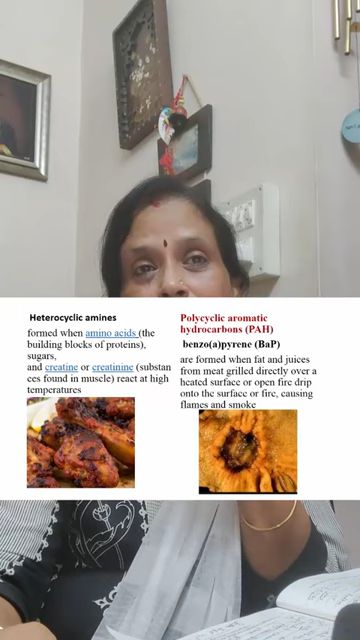 Heterocyclic amines
formed when amino acids (the
building blocks of proteins),
sugars,
and creatine or creatinine (substan
ces found in muscle) react at high
temperatures
Polycyclic aromatic
hydrocarbons (PAH)
benzo(a)pyrene (BaP)
are formed when fat and juices
from meat grilled directly over a
heated surface or open fire drip
onto the surface or fire, causing
flames and smoke